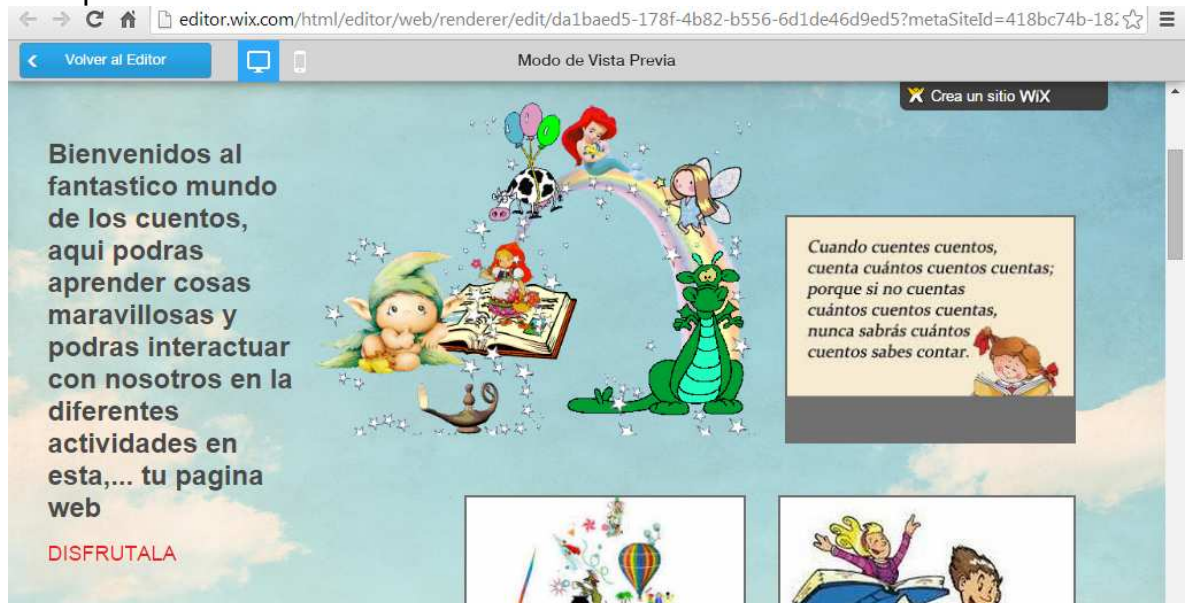 editor.wix.com/html/editor/web/renderer/edit/da1baed5-178f-4b82-b556-6d1de46d9ed5?metaSiteId=418bc74b-182
Volver al Editor
Modo de Vista Previa
Crea un sitio WiX
Bienvenidos al
fantastico mundo
de los cuentos,
aqui podras
aprender cosas
maravillosas y
podras interactuar
con nosotros en la
diferentes
actividades en
esta,... tu pagina
web
DISFRUTALA
Cuando cuentes cuentos,
cuenta cuántos cuentos cuentas;
porque si no cuentas
cuántos cuentos cuentas,
nunca sabrás cuántos
cuentos sabes contar.